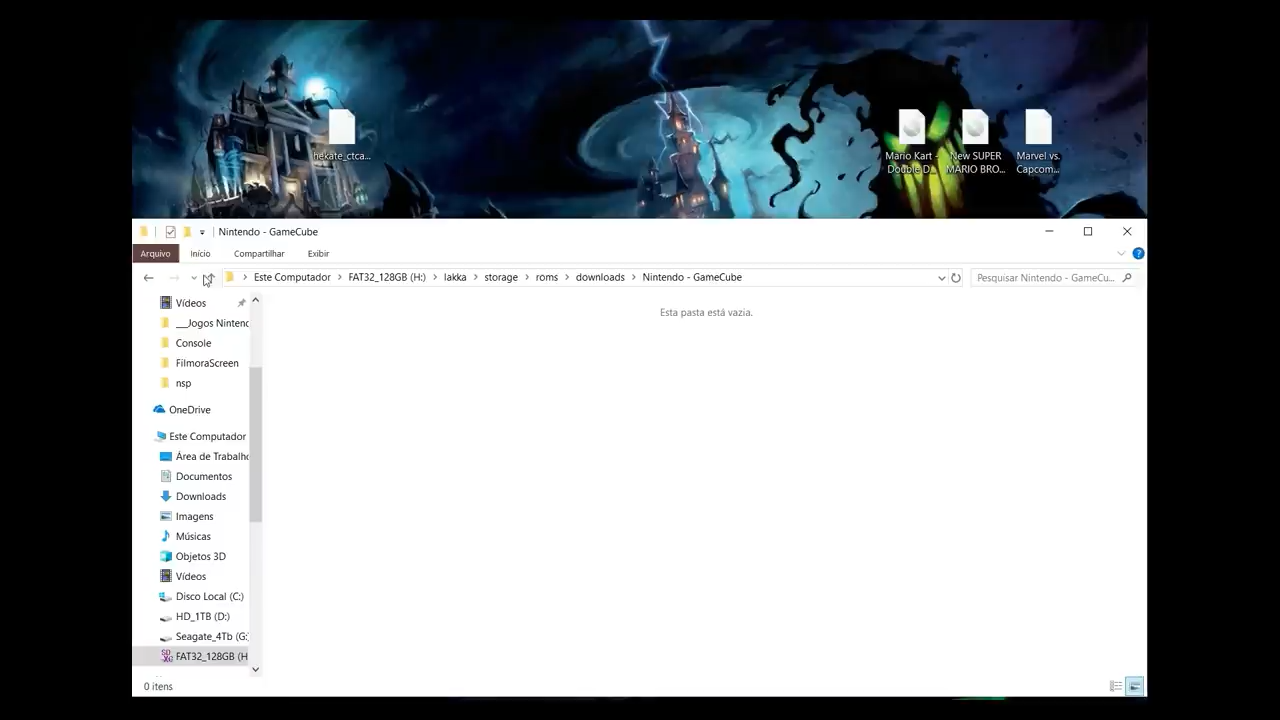 hekate_ctca...
Mario Kart -
Double D...
New SUPER
MARIO BRO...
Marvel vs.
Capcom...
Nintendo - GameCube
Arquivo
Início
Compartilhar
Exibir
Este Computador
FAT32_128GB (H:)
lakka
storage
roms
downloads
Nintendo - GameCube
Pesquisar Nintendo - GameCu...
Vídeos
Esta pasta está vazia.
__Jogos Nintenc
Console
FilmoraScreen
nsp
OneDrive
Este Computador
Área de Trabalho
Documentos
Downloads
Imagens
Músicas
Objetos 3D
Vídeos
Disco Local (C:)
HD_1TB (D:)
Seagate_4Tb (G:
FAT32_128GB (H
0 itens